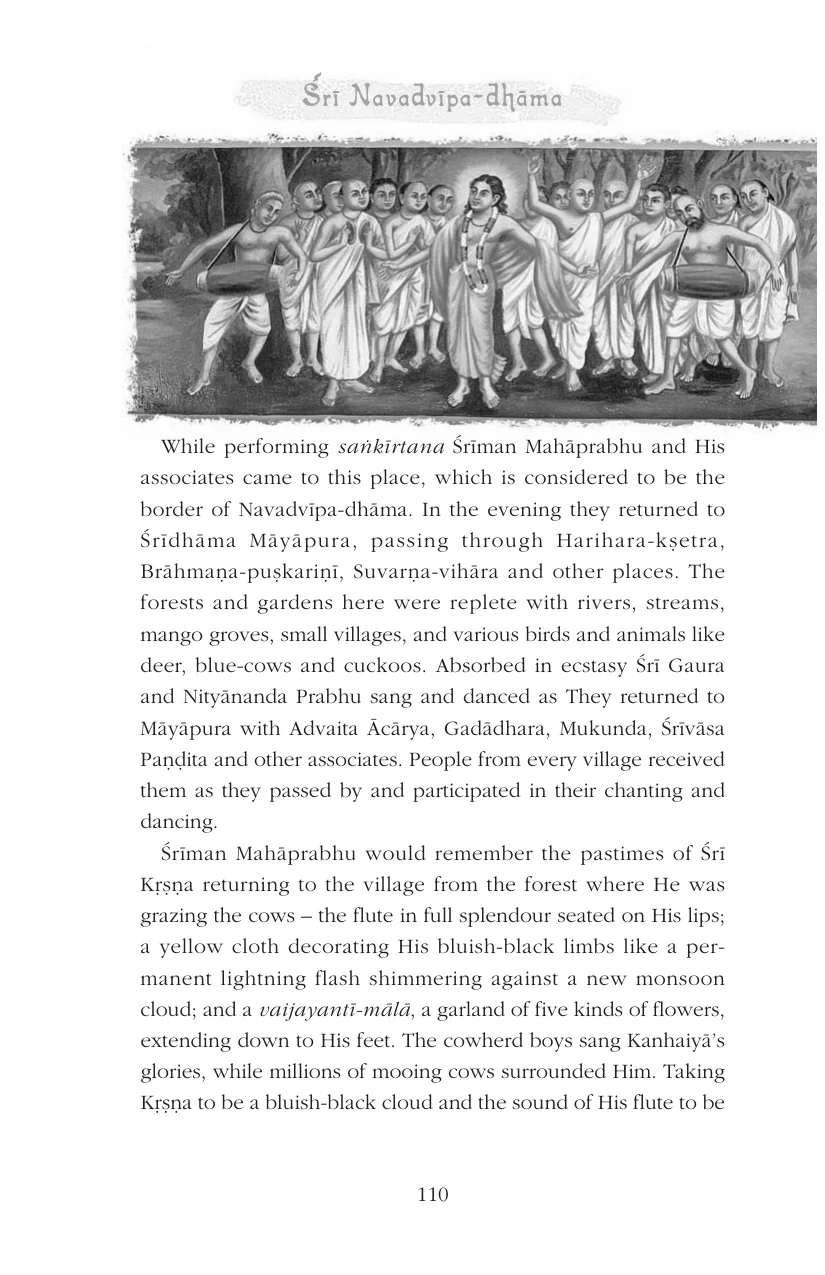 Śrī Navadvīpa-dhāma
While performing saṅkīrtana Śrīman Mahāprabhu and His
associates came to this place, which is considered to be the
border of Navadvīpa-dhāma. In the evening they returned to
Śrīdhāma Māyāpura, passing through Harihara-kṣetra,
Brāhmaṇa-puṣkariṇī, Suvarṇa-vihāra and other places. The
forests and gardens here were replete with rivers, streams,
mango groves, small villages, and various birds and animals like
deer, blue-cows and cuckoos. Absorbed in ecstasy Śrī Gaura
and Nityānanda Prabhu sang and danced as They returned to
Māyāpura with Advaita Ācārya, Gadādhara, Mukunda, Śrīvāsa
Paṇḍita and other associates. People from every village received
them as they passed by and participated in their chanting and
dancing.
Śrīman Mahāprabhu would remember the pastimes of Śrī
Kṛṣṇa returning to the village from the forest where He was
grazing the cows – the flute in full splendour seated on His lips;
a yellow cloth decorating His bluish-black limbs like a per-
manent lightning flash shimmering against a new monsoon
cloud; and a vaijayantī-mālā, a garland of five kinds of flowers,
extending down to His feet. The cowherd boys sang Kanhaiyā’s
glories, while millions of mooing cows surrounded Him. Taking
Kṛṣṇa to be a bluish-black cloud and the sound of His flute to be
110